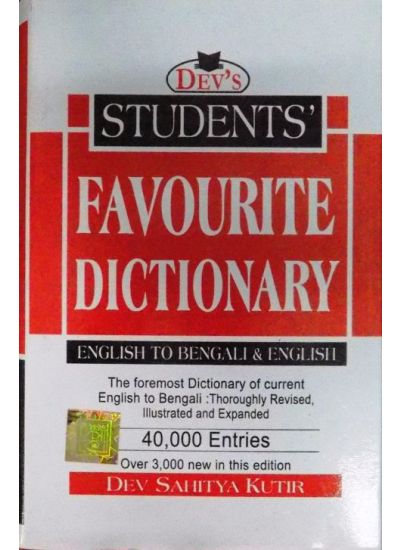 DEV'S
STUDENTS'
FAVOURITE
DICTIONARY
ENGLISH TO BENGALI & ENGLISH
The foremost Dictionary of current
English to Bengali :Thoroughly Revised,
Illustrated and Expanded
40,000 Entries
Over 3,000 new in this edition
DEV SAHITYA KUTIR